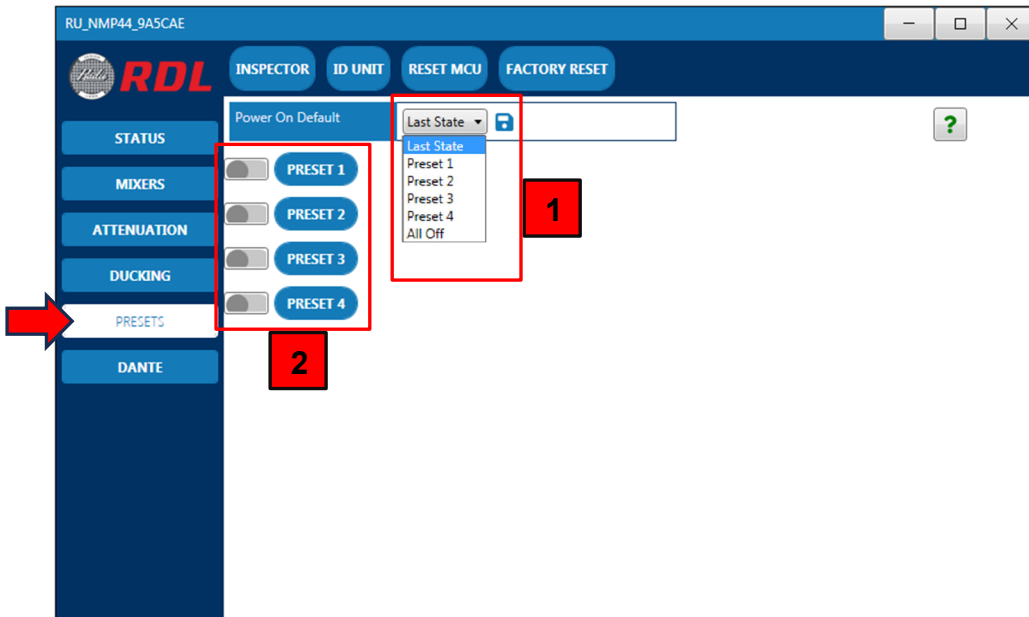 RU_NMP44_9A5CAE
Radio RDL
INSPECTOR ID UNIT RESET MCU FACTORY RESET
Power On Default
Last State
?
Last State
Preset 1
Preset 2
Preset 3
Preset 4
All Off
1
STATUS
MIXERS
ATTENUATION
DUCKING
PRESETS
DANTE
PRESET 1
PRESET 2
PRESET 3
PRESET 4
2